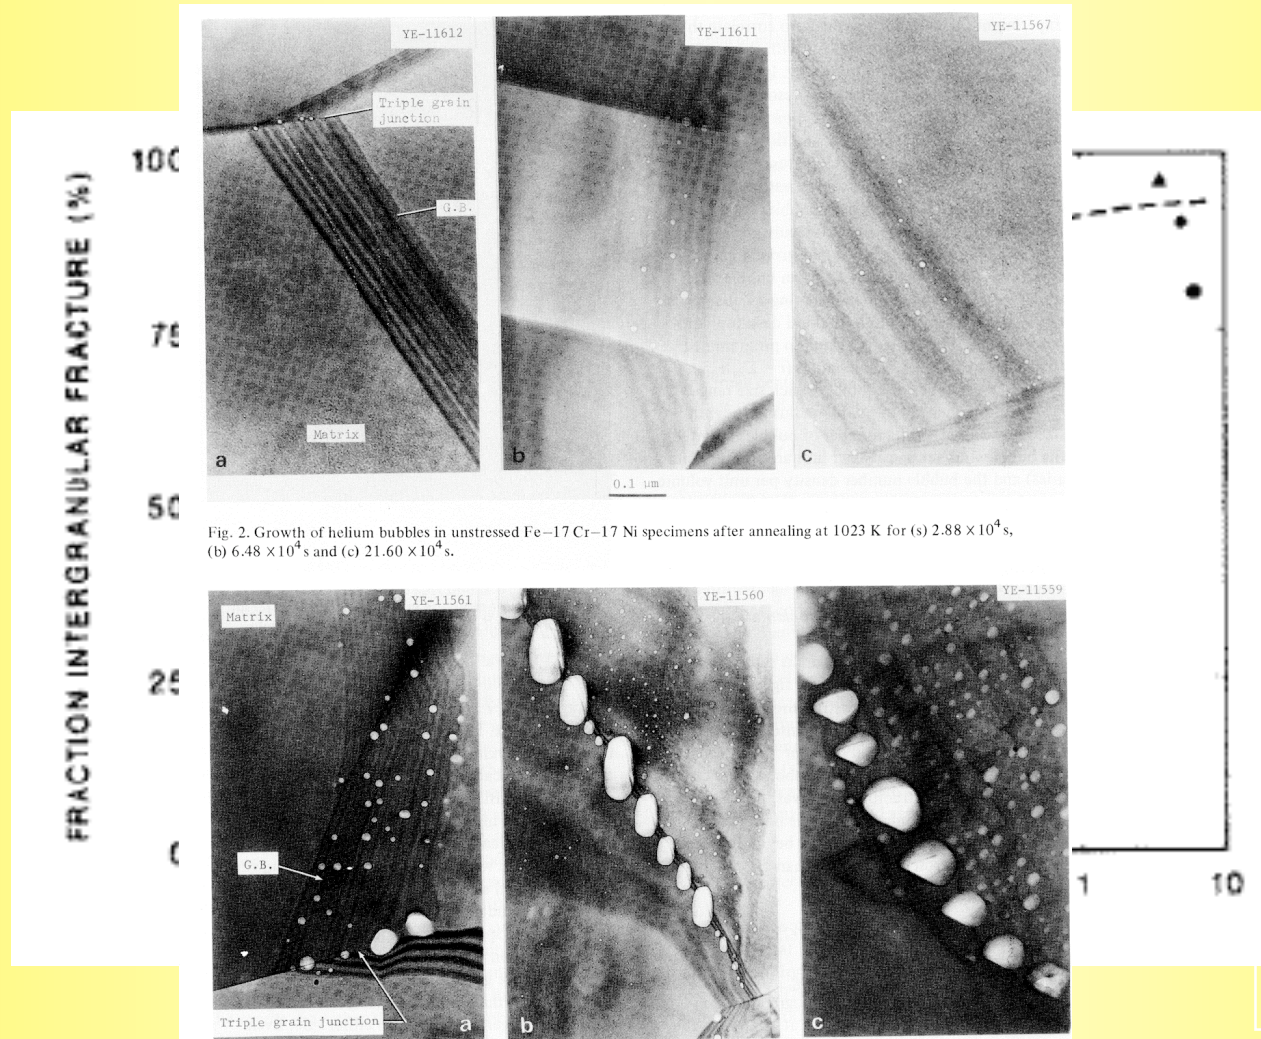 YE-11612
YE-11611
YE-11567
Triple grain
junction
G.B.
Matrix
a
b
c
0.1 μm
Fig. 2. Growth of helium bubbles in unstressed Fe–17 Cr–17 Ni specimens after annealing at 1023 K for (s) 2.88 × 10⁴ s,
(b) 6.48 × 10⁴ s and (c) 21.60 × 10⁴ s.
YE-11561
YE-11560
YE-11559
Matrix
G.B.
Triple grain junction
a
b
c
FRACTION INTERGRANULAR FRACTURE (%)
100
75
50
25
0
1
10